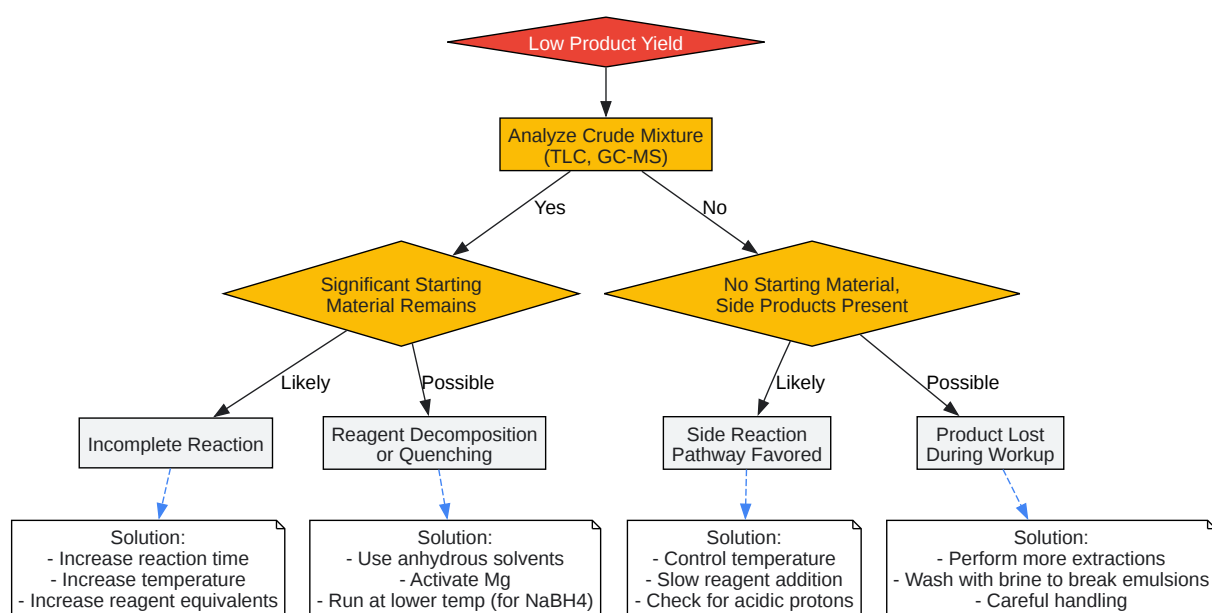 Low Product Yield
Analyze Crude Mixture
(TLC, GC-MS)
Yes
No
Significant Starting
Material Remains
No Starting Material,
Side Products Present
Likely
Possible
Likely
Possible
Incomplete Reaction
Reagent Decomposition
or Quenching
Side Reaction
Pathway Favored
Product Lost
During Workup
Solution:
- Increase reaction time
- Increase temperature
- Increase reagent equivalents
Solution:
- Use anhydrous solvents
- Activate Mg
- Run at lower temp (for NaBH4)
Solution:
- Control temperature
- Slow reagent addition
- Check for acidic protons
Solution:
- Perform more extractions
- Wash with brine to break emulsions
- Careful handling